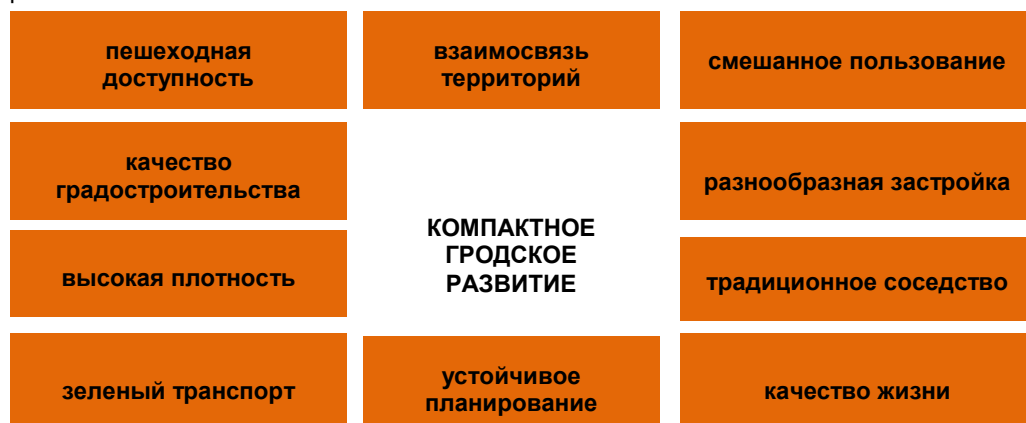 пешеходная
доступность
взаимосвязь
территорий
смешанное пользование
качество
градостроительства
разнообразная застройка
КОМПАКТНОЕ
ГРОДСКОЕ
РАЗВИТИЕ
высокая плотность
традиционное соседство
зеленый транспорт
устойчивое
планирование
качество жизни